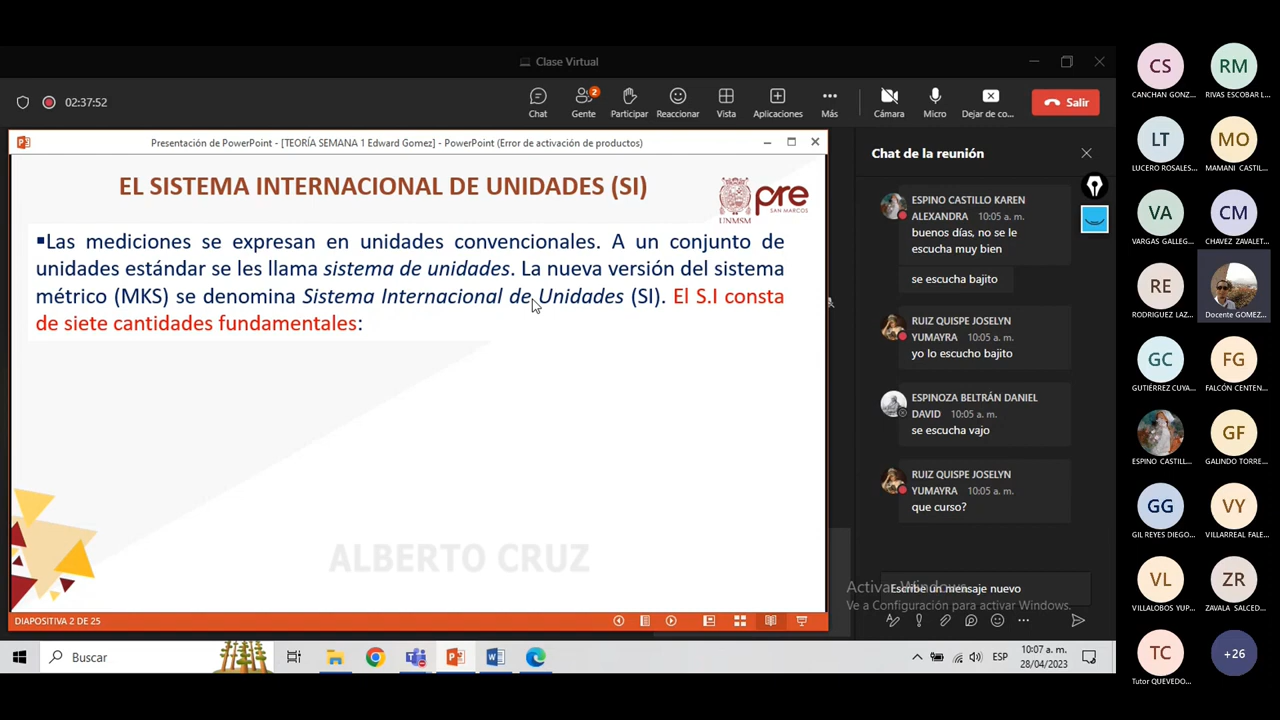 Clase Virtual
02:37:52
Chat
2
Gente
Participar
Reaccionar
Vista
Aplicaciones
Más
Cámara
Micro
Dejar de co...
Salir
Presentación de PowerPoint - [TEORÍA SEMANA 1 Edward Gomez] - PowerPoint (Error de activación de productos)
EL SISTEMA INTERNACIONAL DE UNIDADES (SI)
UNMSM
pre
SAN MARCOS
▪Las mediciones se expresan en unidades convencionales. A un conjunto de
unidades estándar se les llama sistema de unidades. La nueva versión del sistema
métrico (MKS) se denomina Sistema Internacional de Unidades (SI). El S.I consta
de siete cantidades fundamentales:
ALBERTO CRUZ
DIAPOSITIVA 2 DE 25
Chat de la reunión
ESPINO CASTILLO KAREN
ALEXANDRA 10:05 a. m.
buenos días, no se le
escucha muy bien
se escucha bajito
RUIZ QUISPE JOSELYN
YUMAYRA 10:05 a. m.
yo lo escucho bajito
ESPINOZA BELTRÁN DANIEL
DAVID 10:05 a. m.
se escucha vajo
RUIZ QUISPE JOSELYN
YUMAYRA 10:05 a. m.
que curso?
Activar Windows
Ve a Configuración para activar Windows.
Escribe un mensaje nuevo
CS
CANCHAN GONZ...
RM
RIVAS ESCOBAR L...
LT
LUCERO ROSALES...
MO
MAMANI CASTIL...
VA
VARGAS GALLEG...
CM
CHAVEZ ZAVALET...
RE
RODRIGUEZ LAZ...
Docente GOMEZ...
GC
GUTIÉRREZ CUYA...
FG
FALCÓN CENTEN...
ESPINO CASTILL...
GF
GALINDO TORRE...
GG
GIL REYES DIEGO...
VY
VILLARREAL FALE...
VL
VILLALOBOS YUP...
ZR
ZAVALA SALCED...
TC
Tutor QUEVEDO...
+26
Buscar
ESP
10:07 a. m.
28/04/2023